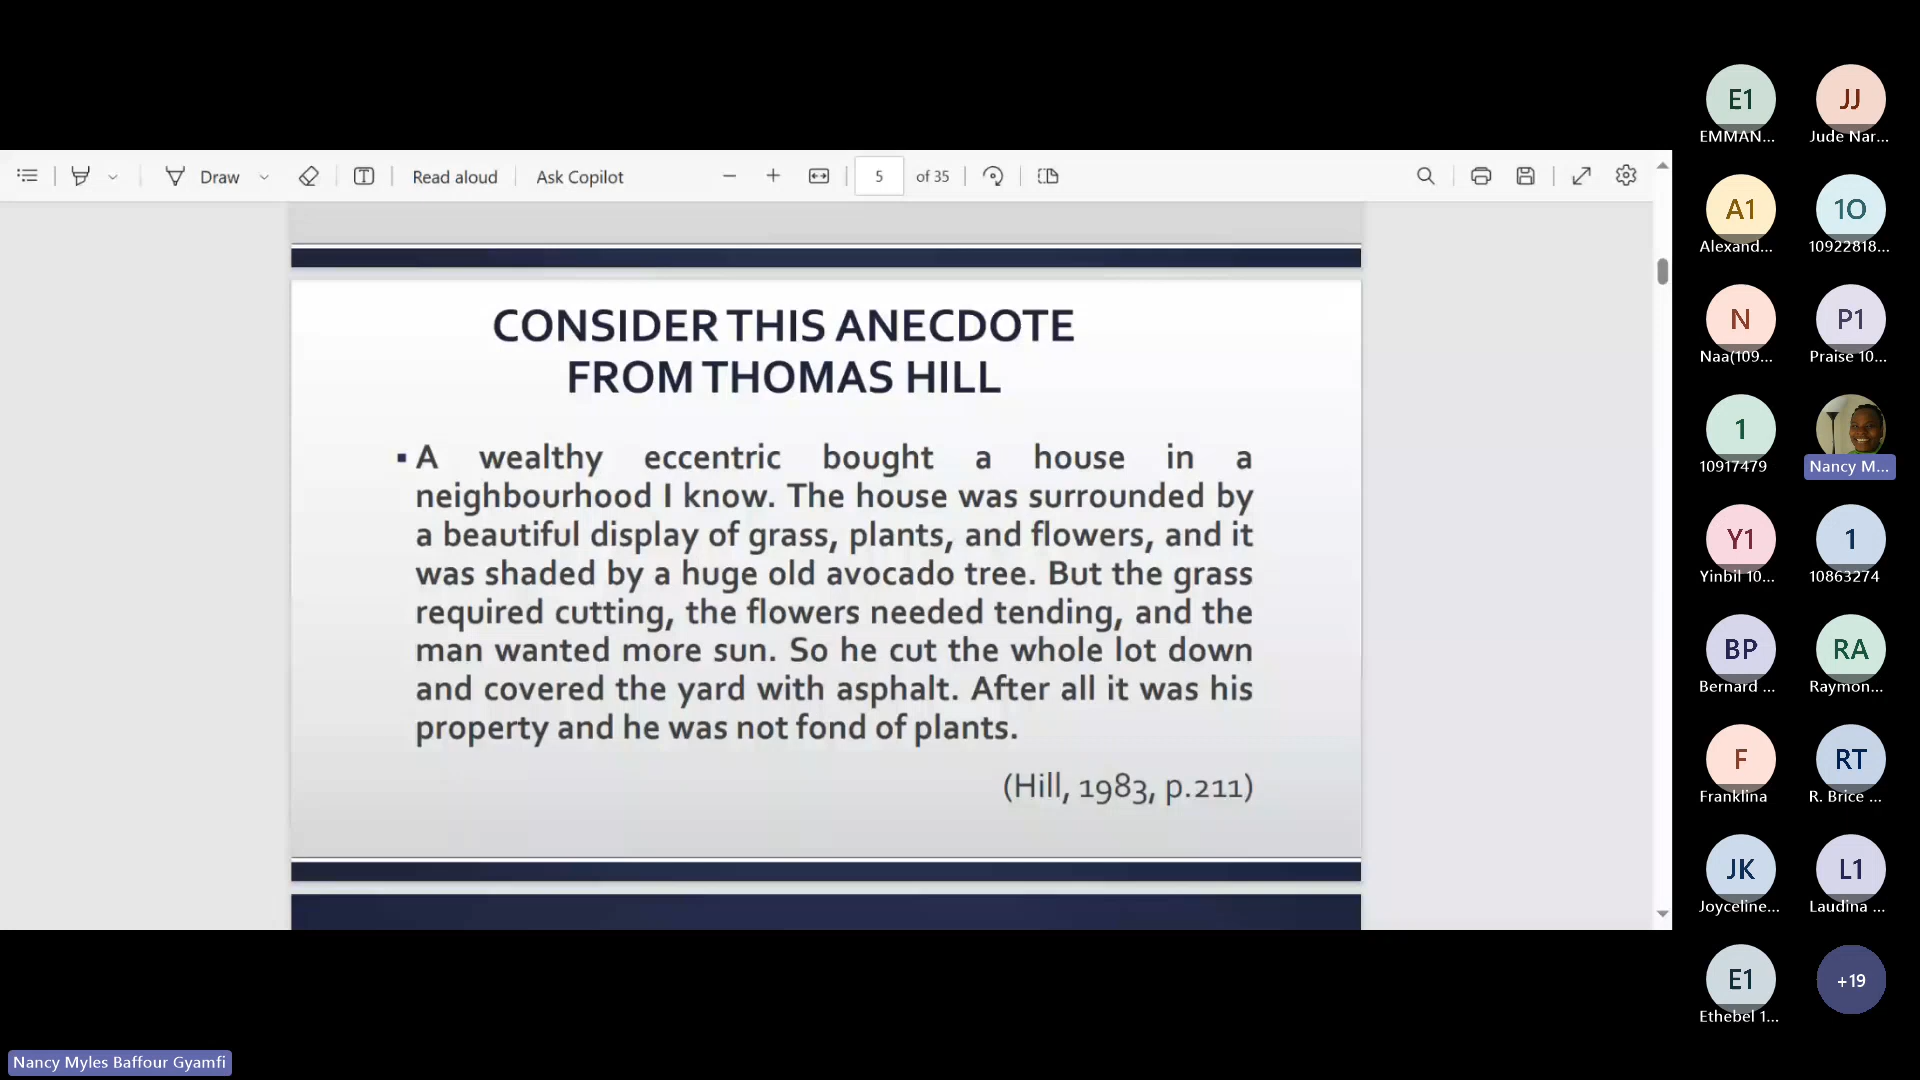 Draw
Read aloud
Ask Copilot
5 of 35
CONSIDER THIS ANECDOTE
FROM THOMAS HILL
▪ A wealthy eccentric bought a house in a
neighbourhood I know. The house was surrounded by
a beautiful display of grass, plants, and flowers, and it
was shaded by a huge old avocado tree. But the grass
required cutting, the flowers needed tending, and the
man wanted more sun. So he cut the whole lot down
and covered the yard with asphalt. After all it was his
property and he was not fond of plants.
(Hill, 1983, p.211)
E1
EMMAN...
JJ
Jude Nar...
A1
Alexand...
1O
10922818...
N
Naa(109...
P1
Praise 10...
1
10917479
Nancy M...
Y1
Yinbil 10...
1
10863274
BP
Bernard ...
RA
Raymon...
F
Franklina
RT
R. Brice ...
JK
Joyceline...
L1
Laudina ...
E1
Ethebel 1...
+19
Nancy Myles Baffour Gyamfi